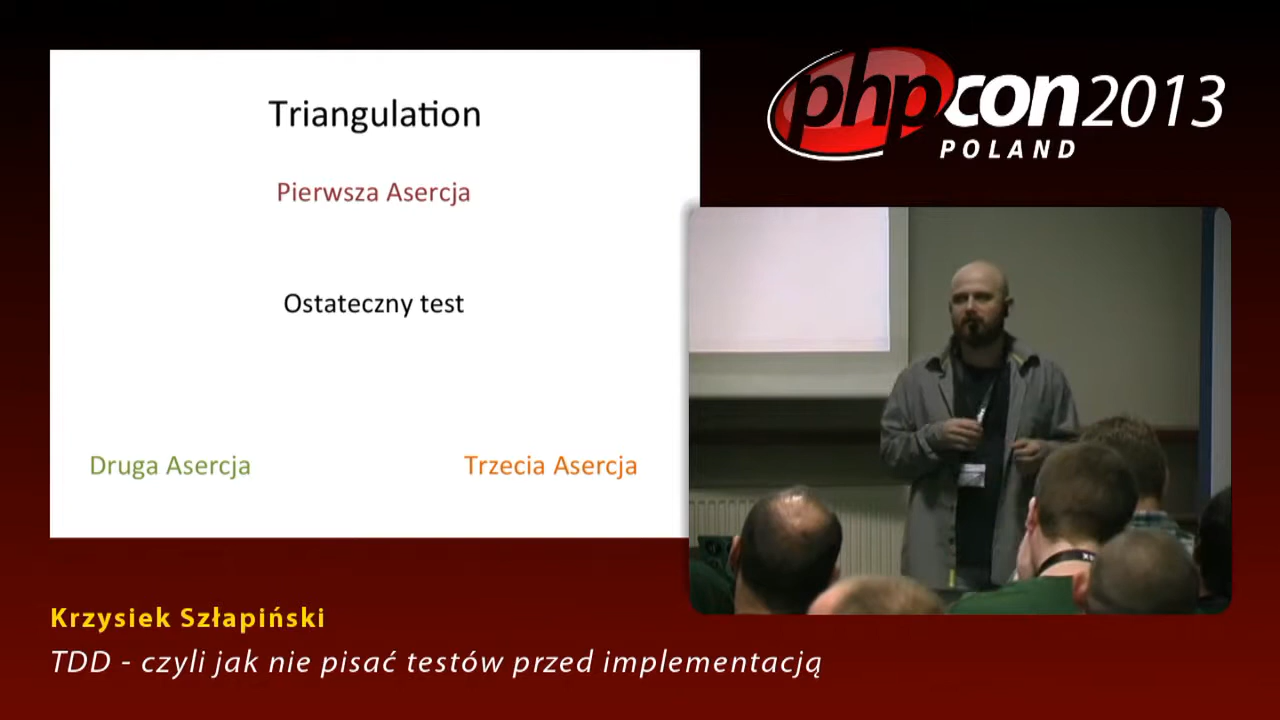 Triangulation
Pierwsza Asercja
Ostateczny test
Druga Asercja
Trzecia Asercja
phpcon2013
POLAND
Krzysiek Szłapiński
TDD - czyli jak nie pisać testów przed implementacją